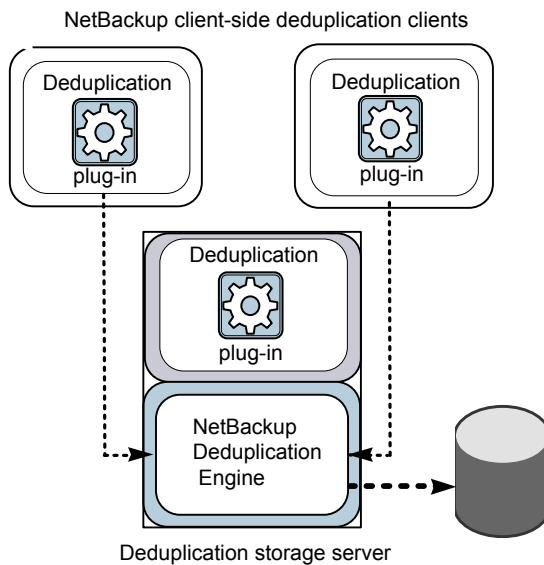 NetBackup client-side deduplication clients
Deduplication
plug-in
Deduplication
plug-in
Deduplication
plug-in
NetBackup
Deduplication
Engine
Deduplication storage server